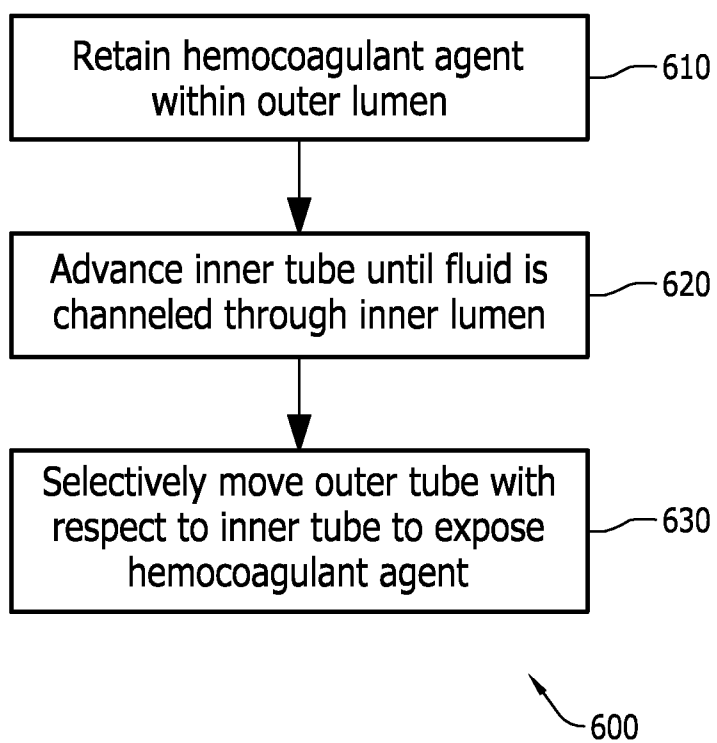 Retain hemocoagulant agent
within outer lumen
610
Advance inner tube until fluid is
channeled through inner lumen
620
Selectively move outer tube with
respect to inner tube to expose
hemocoagulant agent
630
600